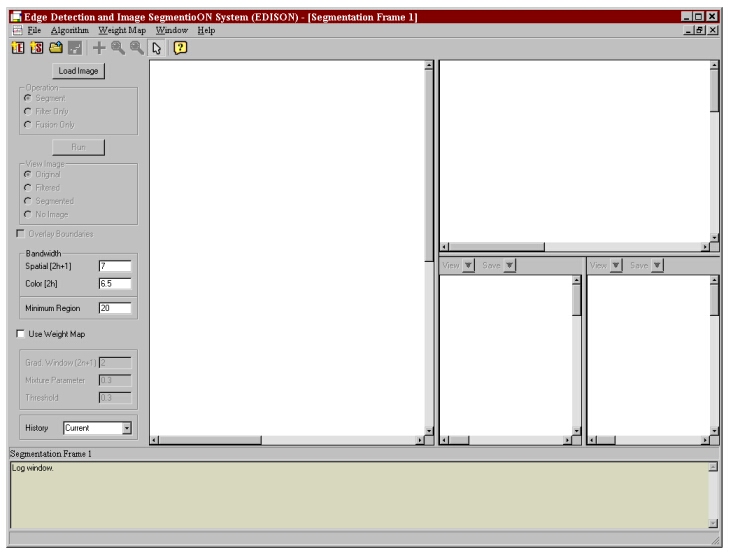 Edge Detection and Image SegmentioON System (EDISON) - [Segmentation Frame 1]
File Algorithm Weight Map Window Help
E S ?
Load Image
Operation
Segment
Filter Only
Fusion Only
Run
View Image
Original
Filtered
Segmented
No Image
Overlay Boundaries
Bandwidth
Spatial [2h+1] 7
Color [2h] 6.5
Minimum Region 20
Use Weight Map
Grad. Window (2n+1) 2
Mixture Parameter 0.3
Threshold 0.3
History Current
View Save
View Save
Segmentation Frame 1
Log window.